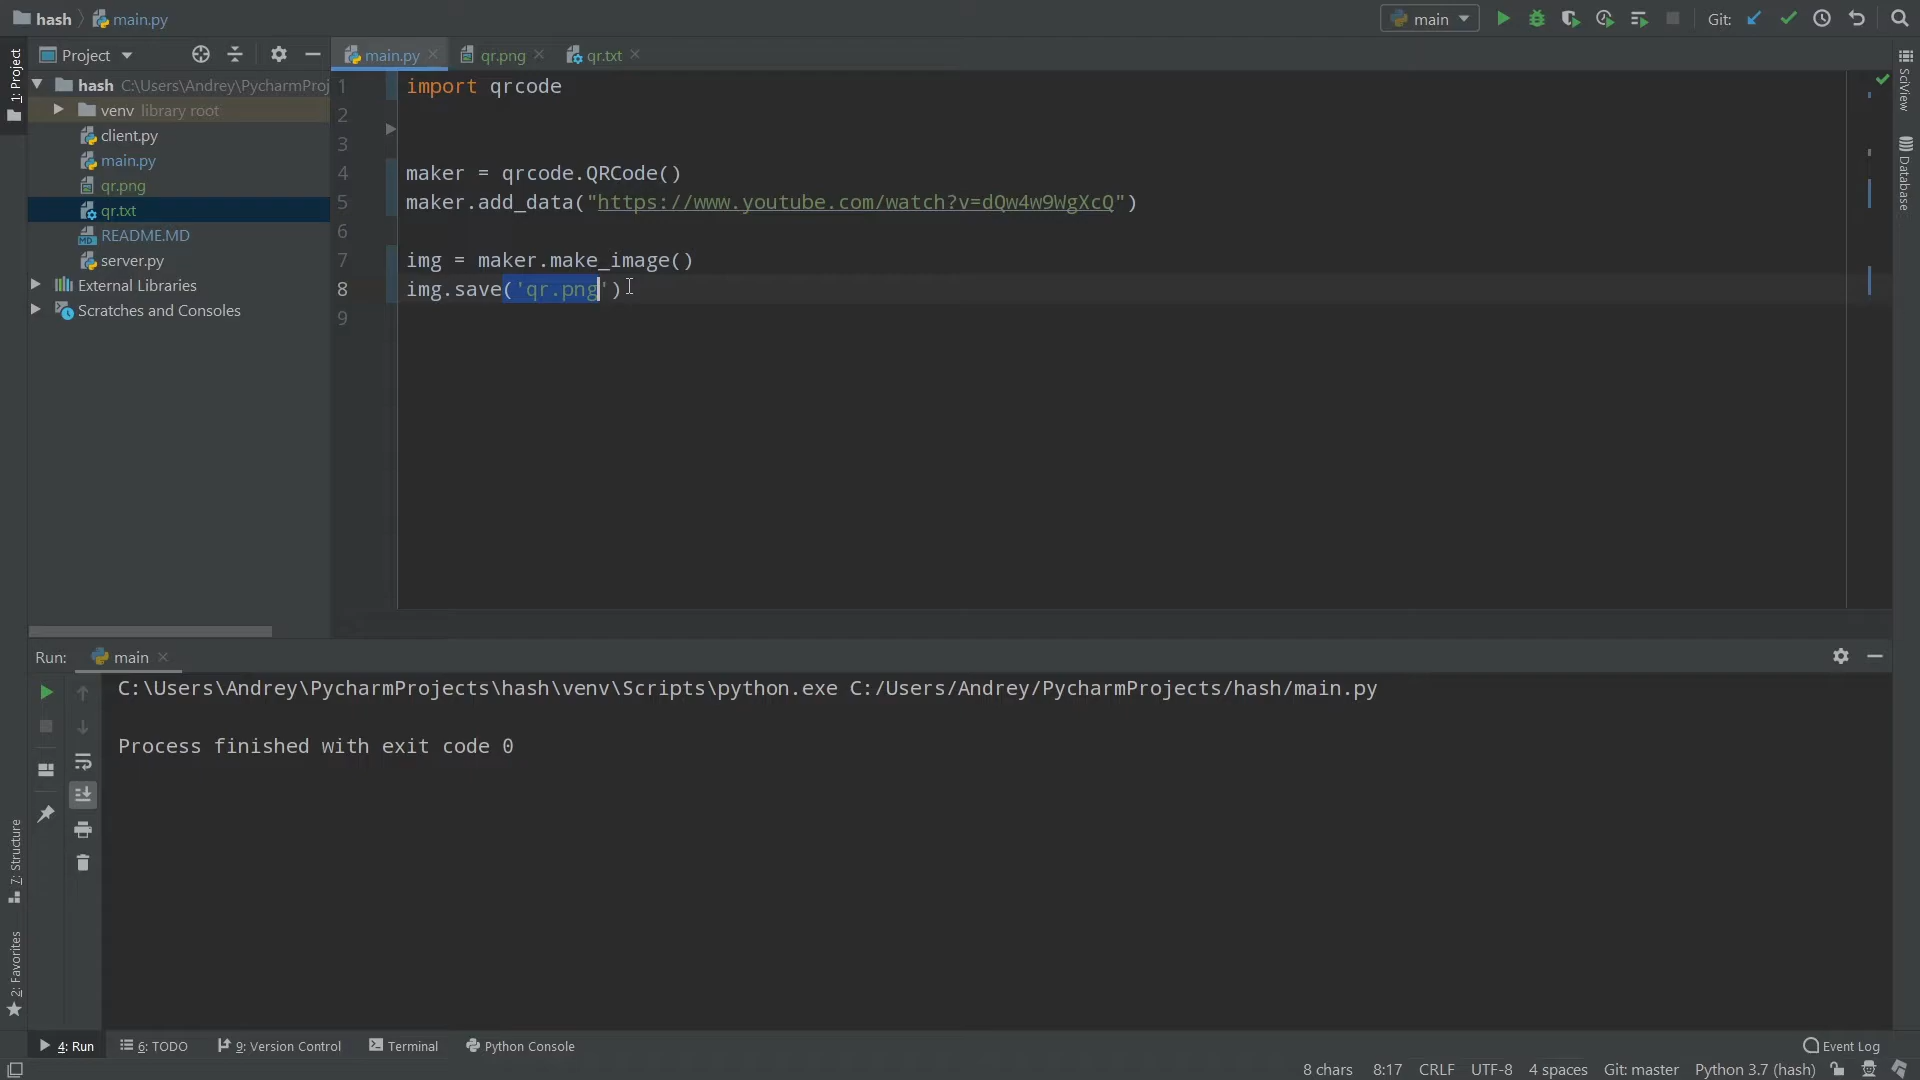 hash main.py
main Git:
1: Project
Project
main.py qr.png qr.txt
hash C:\Users\Andrey\PycharmProj
venv library root
client.py
main.py
qr.png
qr.txt
README.MD
server.py
External Libraries
Scratches and Consoles
1 import qrcode
2
3
4 maker = qrcode.QRCode()
5 maker.add_data("https://www.youtube.com/watch?v=dQw4w9WgXcQ")
6
7 img = maker.make_image()
8 img.save('qr.png')
9
SciView
Database
Run: main
C:\Users\Andrey\PycharmProjects\hash\venv\Scripts\python.exe C:/Users/Andrey/PycharmProjects/hash/main.py
Process finished with exit code 0
7: Structure
2: Favorites
4: Run 6: TODO 9: Version Control Terminal Python Console Event Log
8 chars 8:17 CRLF UTF-8 4 spaces Git: master Python 3.7 (hash)